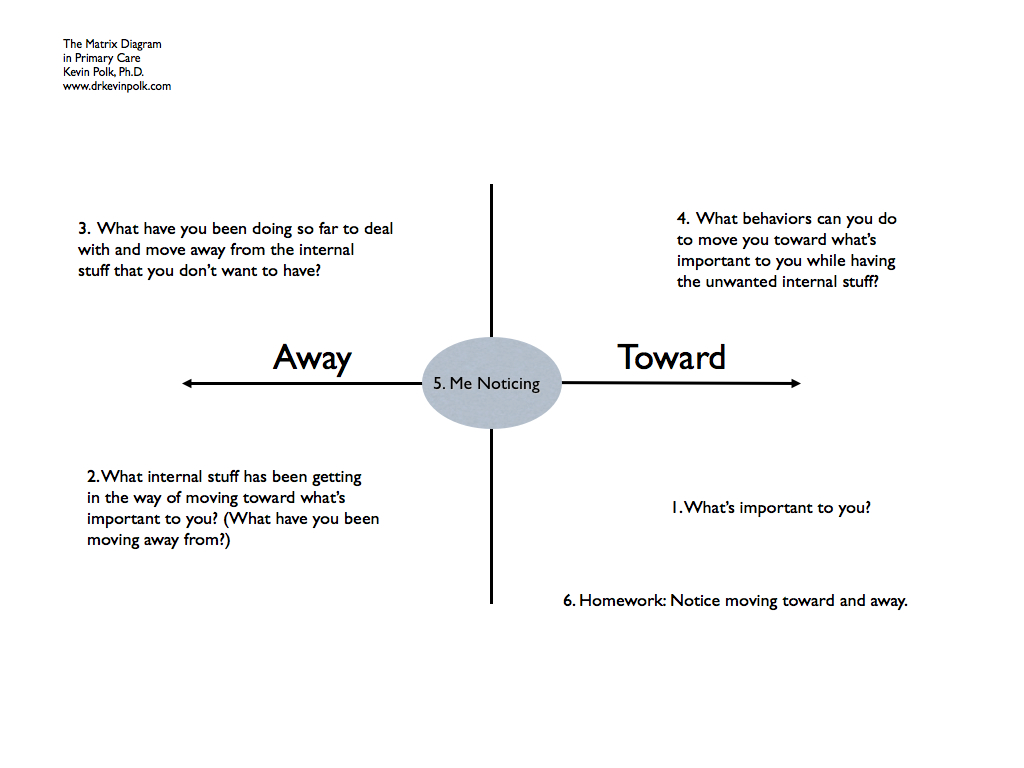 The Matrix Diagram
in Primary Care
Kevin Polk, Ph.D.
www.drkevinpolk.com
3. What have you been doing so far to deal
with and move away from the internal
stuff that you don't want to have?
4. What behaviors can you do
to move you toward what's
important to you while having
the unwanted internal stuff?
Away
Toward
5. Me Noticing
2.What internal stuff has been getting
in the way of moving toward what's
important to you? (What have you been
moving away from?)
1.What's important to you?
6. Homework: Notice moving toward and away.